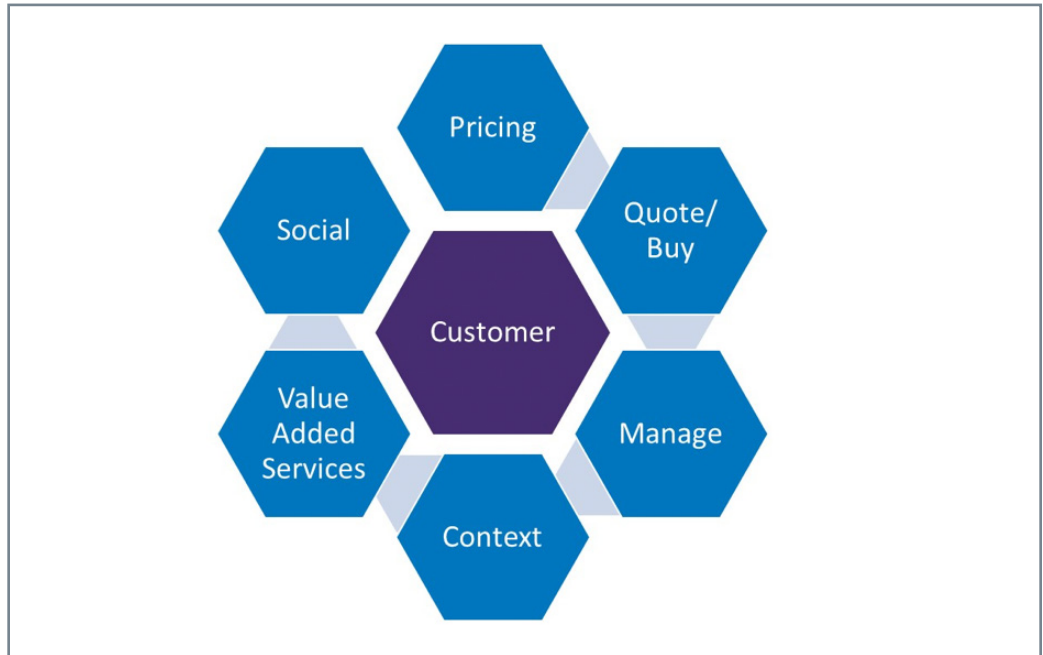 Pricing
Quote/
Buy
Social
Customer
Value
Added
Services
Manage
Context